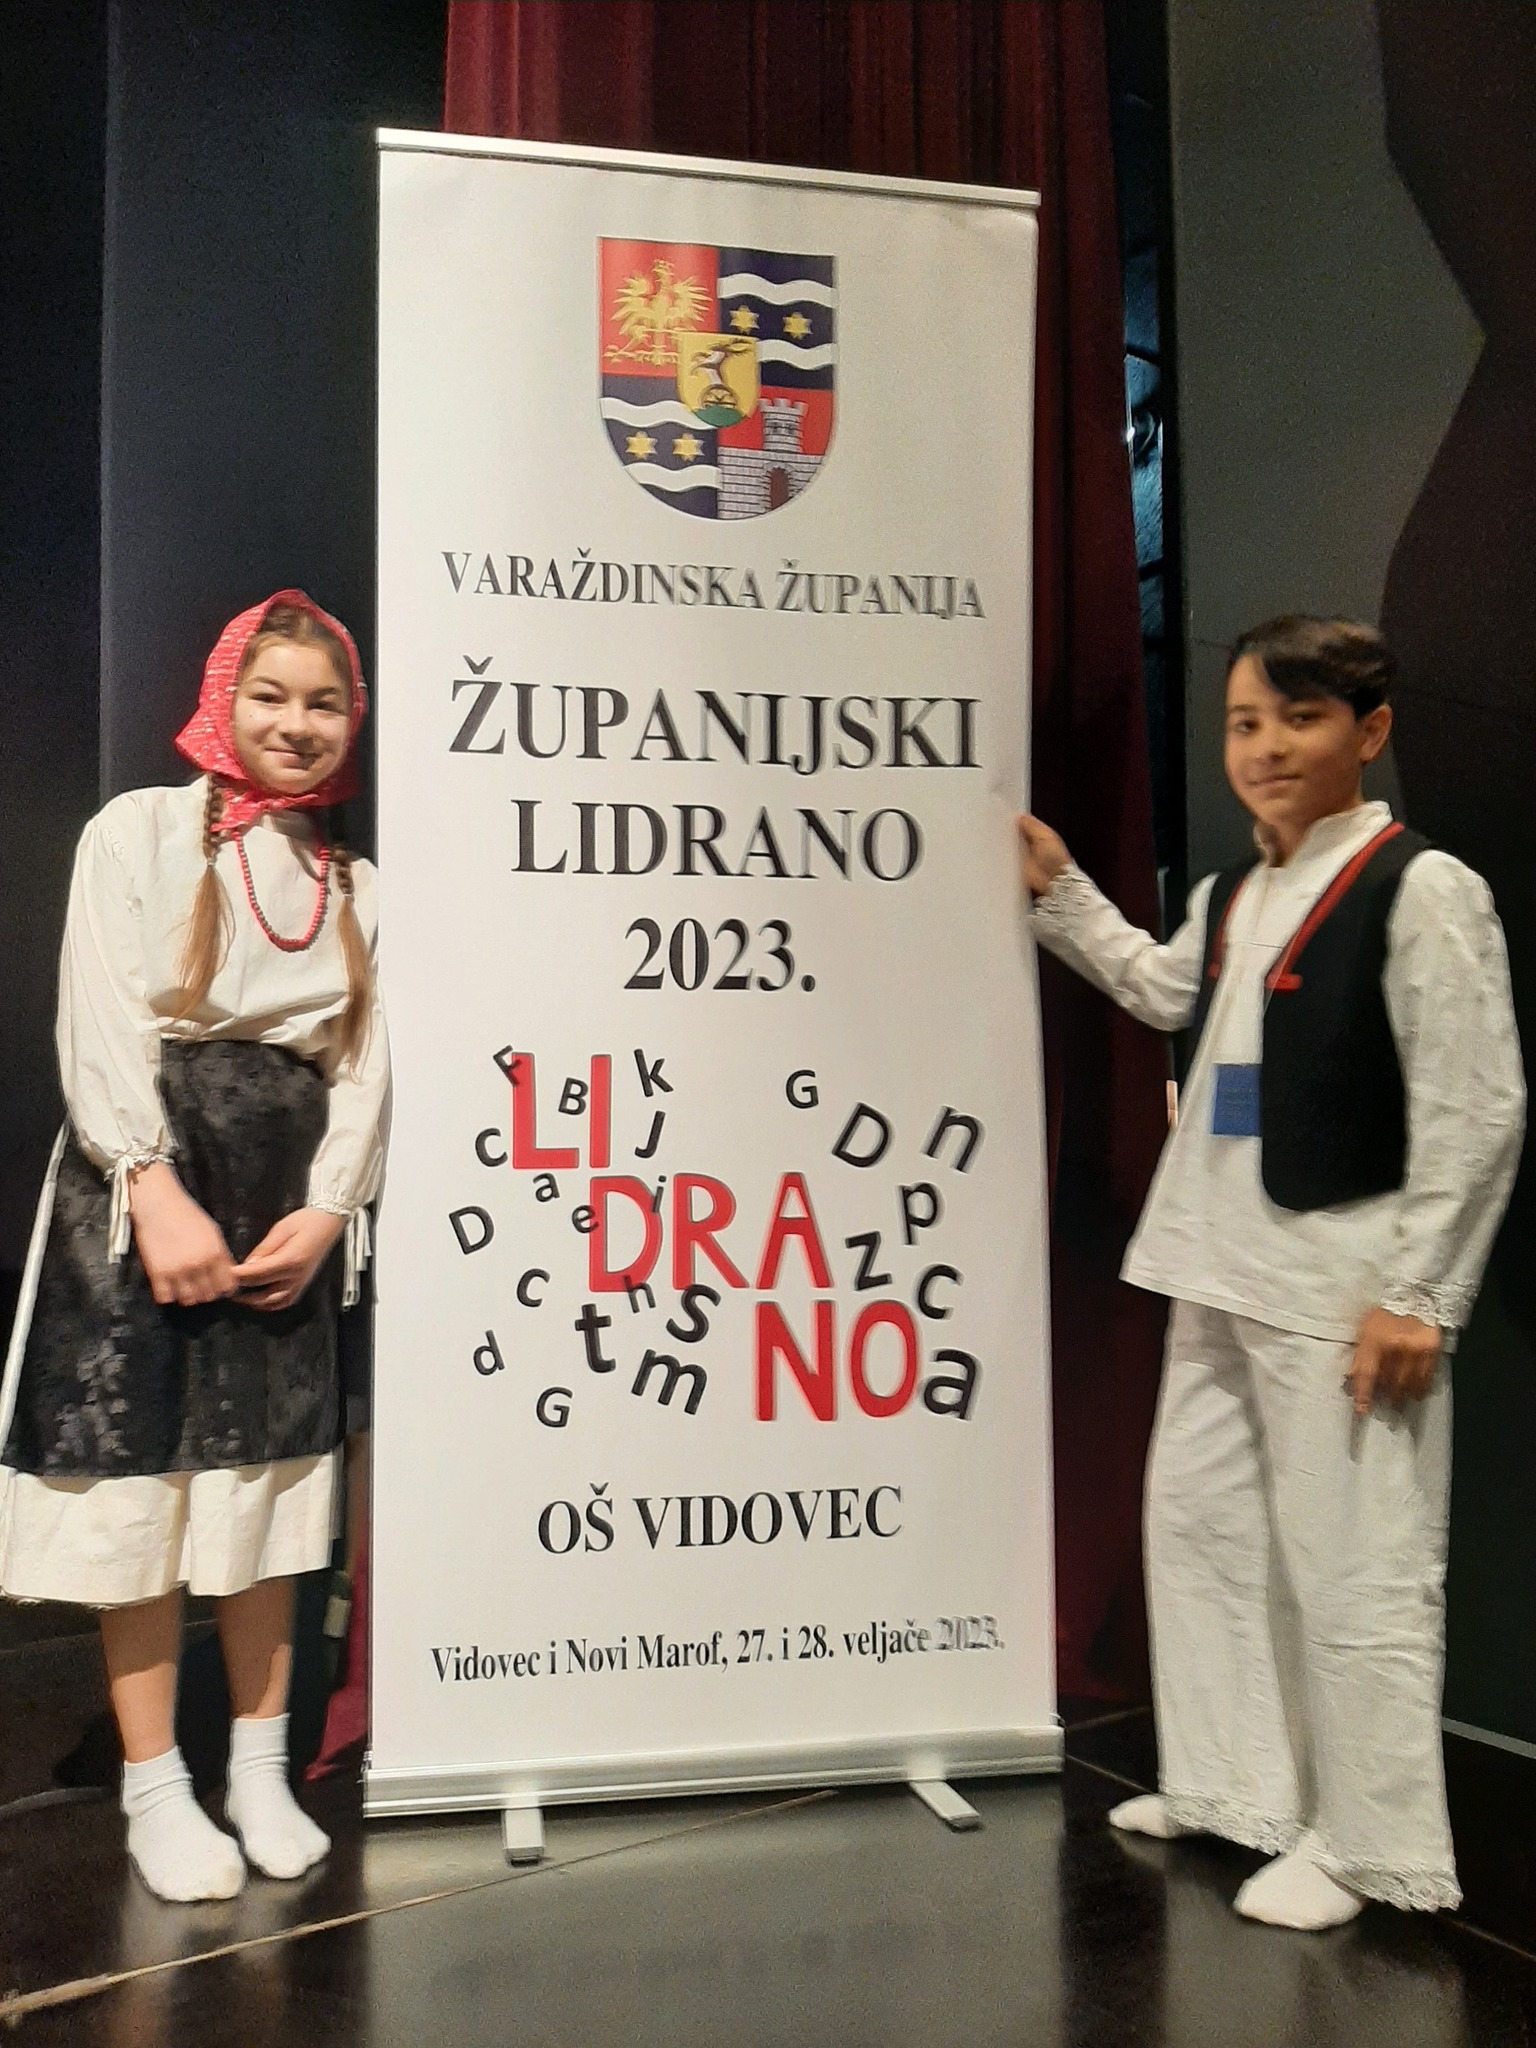 VARAŽDINSKA ŽUPANIJA
ŽUPANIJSKI
LIDRANO
2023.
F B k G
C LI J D n
a i p
D e DRA z
c h s c
d t m NO a
G
OŠ VIDOVEC
Vidovec i Novi Marof, 27. i 28. veljače 2023.